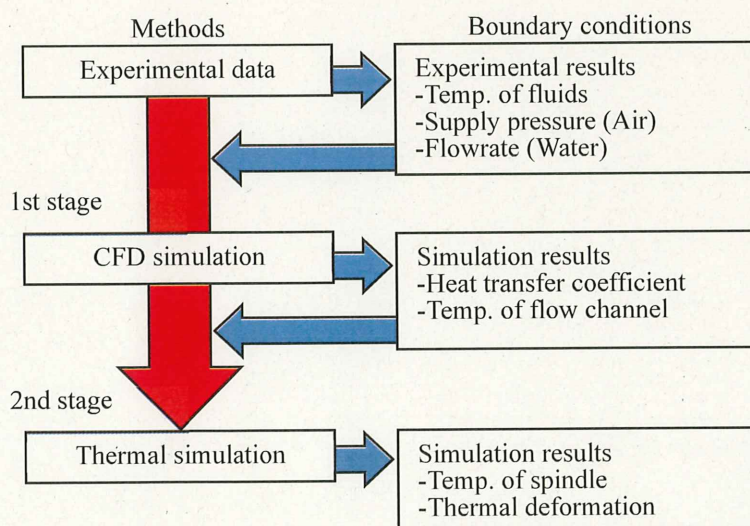 Methods
Boundary conditions
Experimental data
Experimental results
-Temp. of fluids
-Supply pressure (Air)
-Flowrate (Water)
1st stage
CFD simulation
Simulation results
-Heat transfer coefficient
-Temp. of flow channel
2nd stage
Thermal simulation
Simulation results
-Temp. of spindle
-Thermal deformation